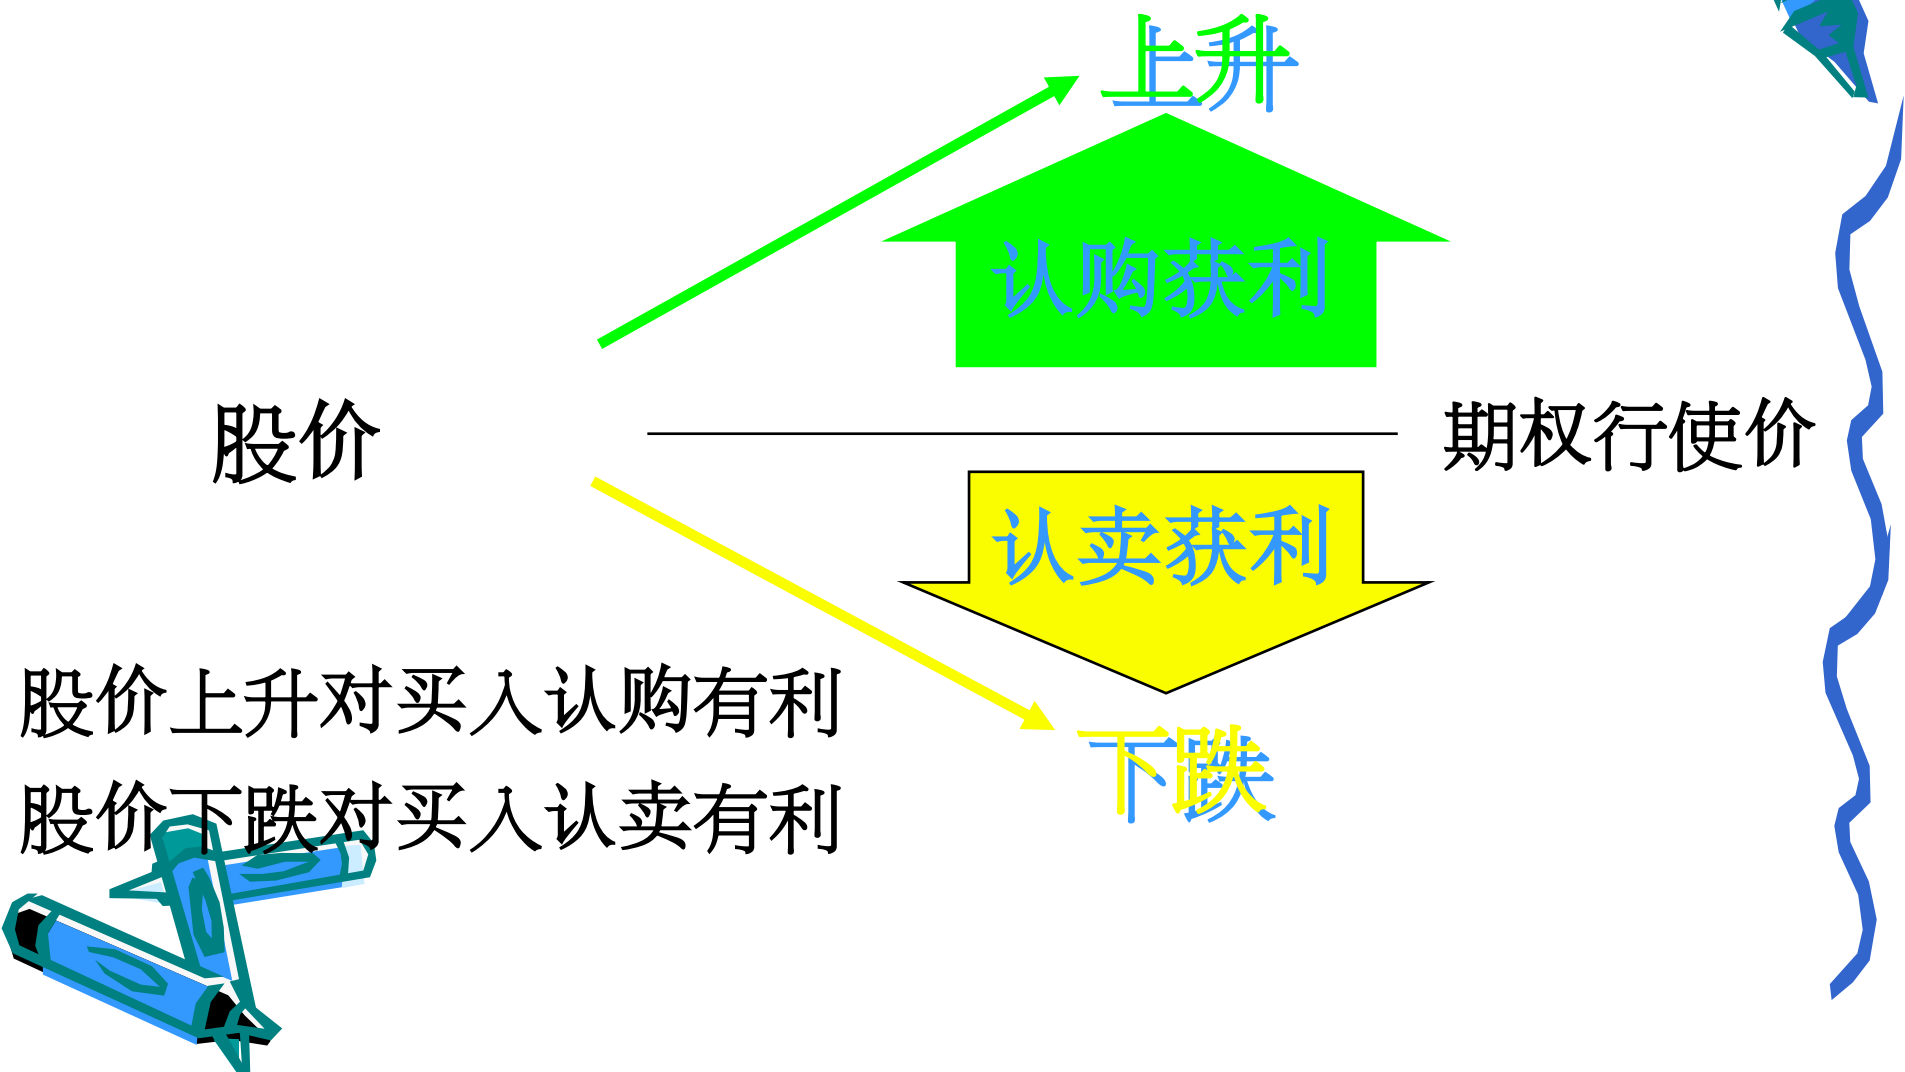 上升
认购获利
股价
期权行使价
认卖获利
下跌
股价上升对买入认购有利
股价下跌对买入认卖有利